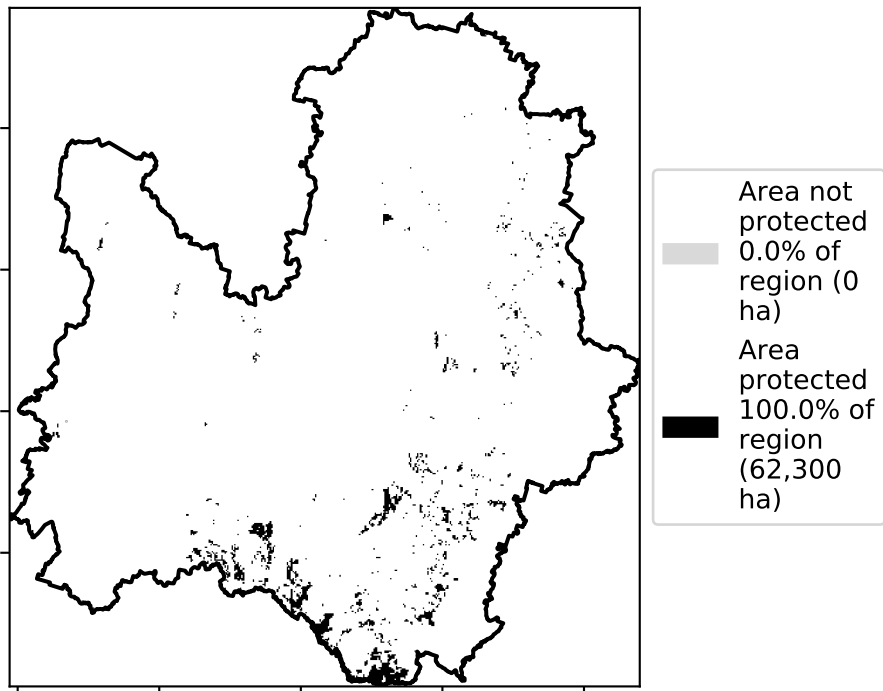 Area not
protected
0.0% of
region (0
ha)
Area
protected
100.0% of
region
(62,300
ha)